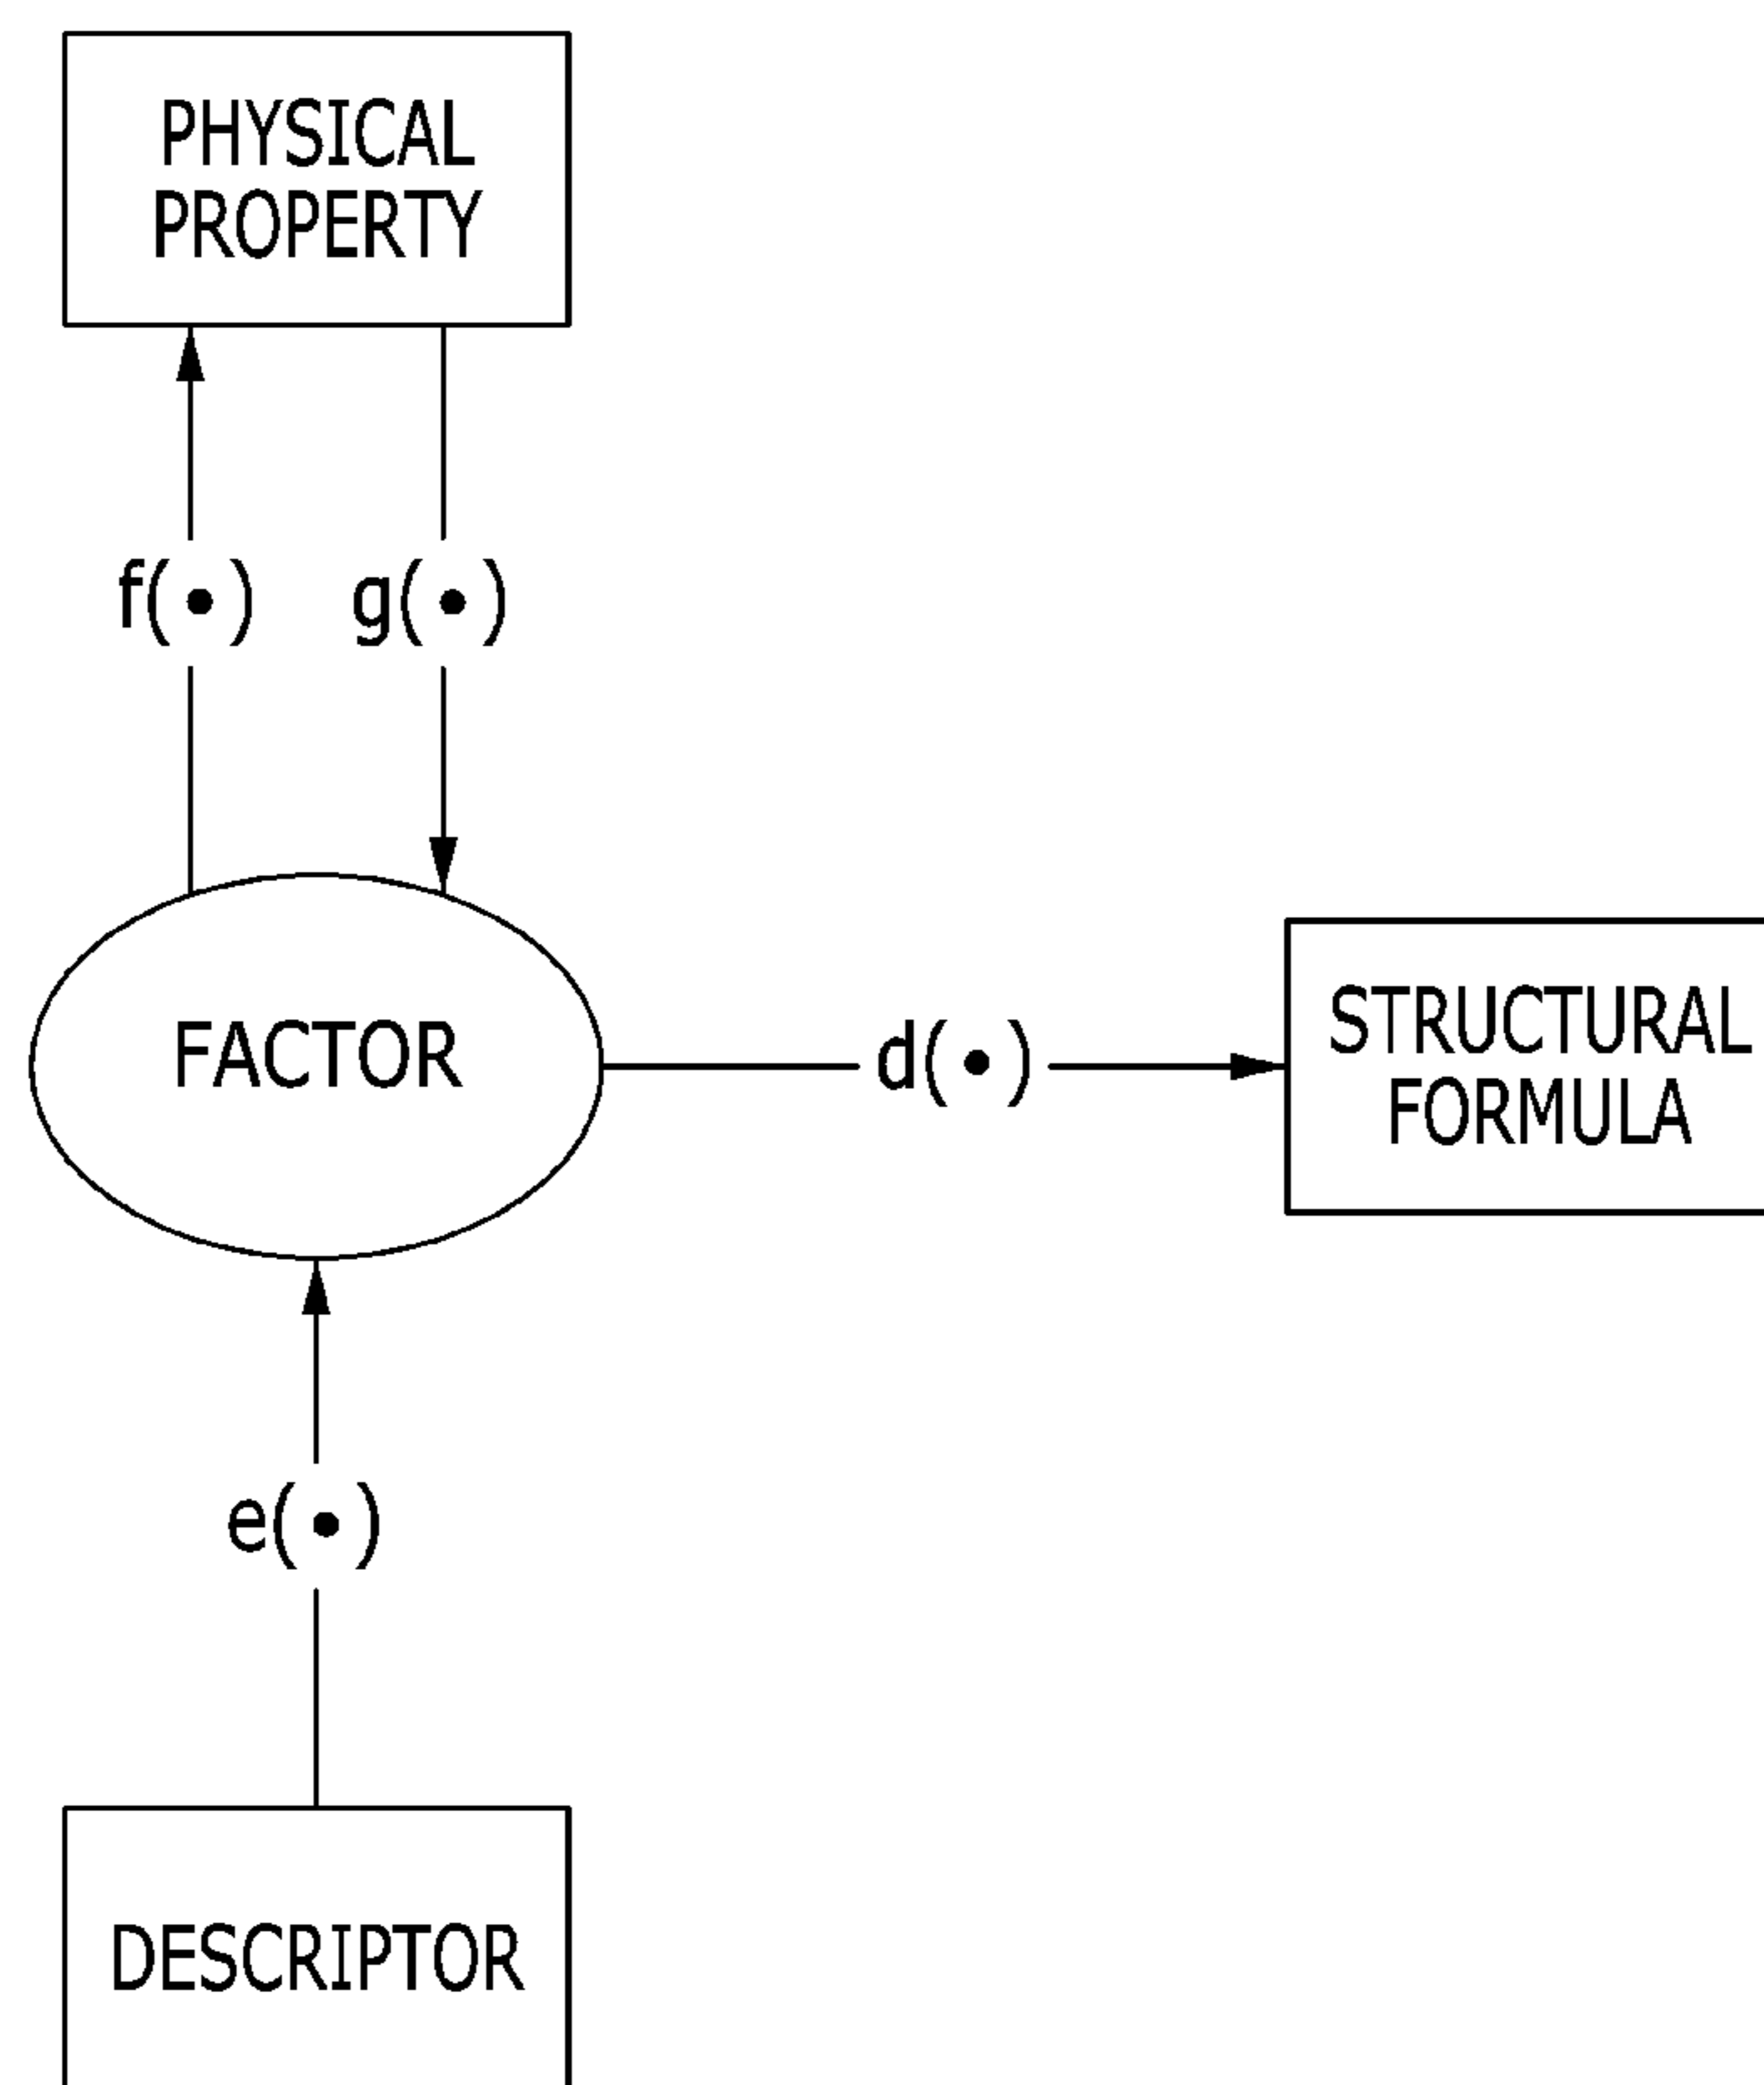 PHYSICAL
PROPERTY
f(•) g(•)
FACTOR
d(•)
STRUCTURAL
FORMULA
e(•)
DESCRIPTOR